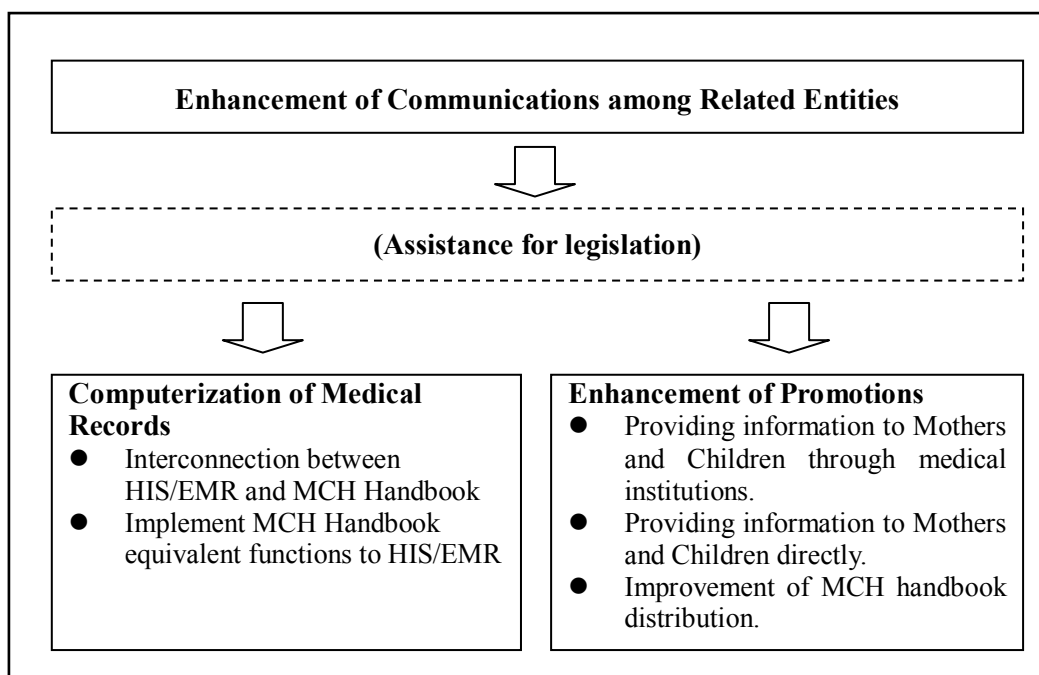 Enhancement of Communications among Related Entities
(Assistance for legislation)
Computerization of Medical
Records
● Interconnection between
HIS/EMR and MCH Handbook
● Implement MCH Handbook
equivalent functions to HIS/EMR
Enhancement of Promotions
● Providing information to Mothers
and Children through medical
institutions.
● Providing information to Mothers
and Children directly.
● Improvement of MCH handbook
distribution.